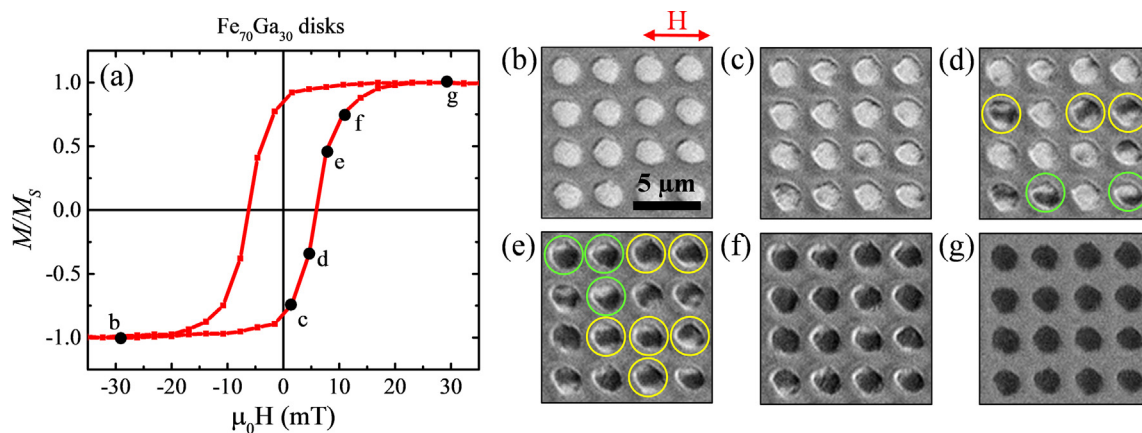 Fe70Ga30 disks
(a)
M/MS
1.0
0.5
0.0
-0.5
-1.0
b
c
d
e
f
g
-30 -20 -10 0 10 20 30
μ0H (mT)
H
(b)
5 μm
(c)
(d)
(e)
(f)
(g)